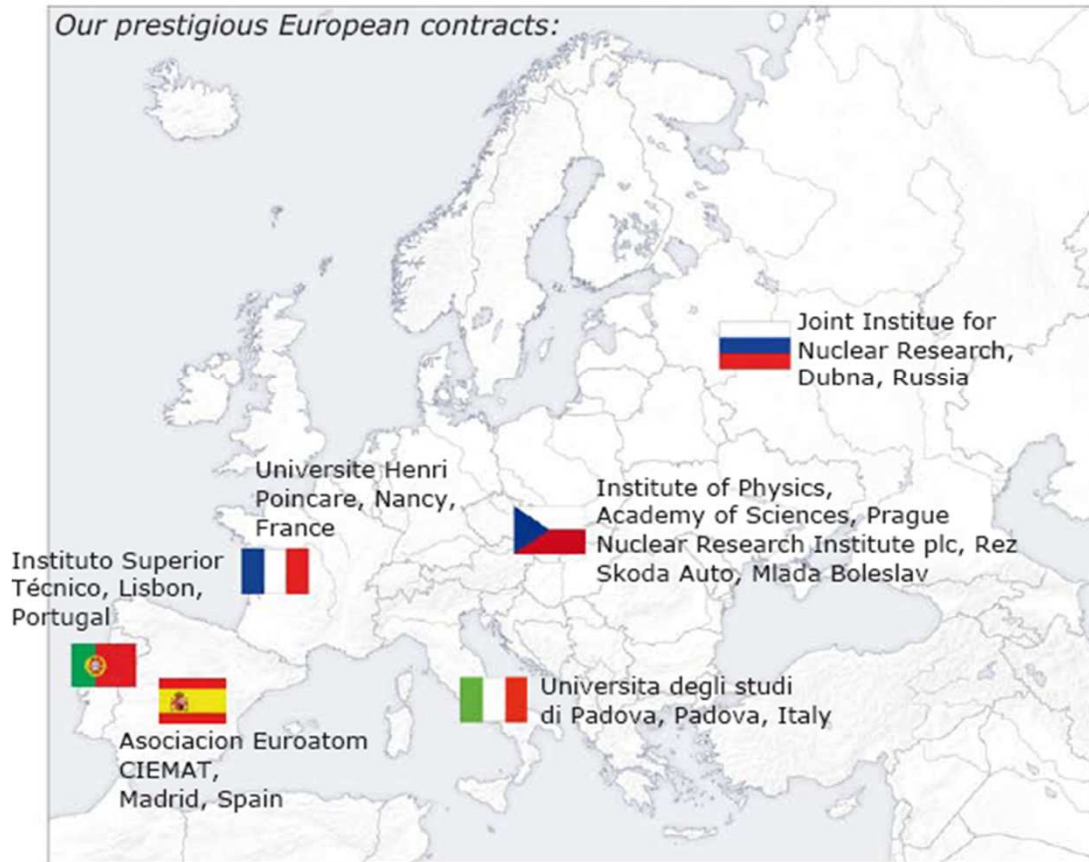 Our prestigious European contracts:
Joint Institue for
Nuclear Research,
Dubna, Russia
Universite Henri
Poincare, Nancy,
France
Institute of Physics,
Academy of Sciences, Prague
Nuclear Research Institute plc, Rez
Skoda Auto, Mlada Boleslav
Instituto Superior
Técnico, Lisbon,
Portugal
Universita degli studi
di Padova, Padova, Italy
Asociacion Euroatom
CIEMAT,
Madrid, Spain